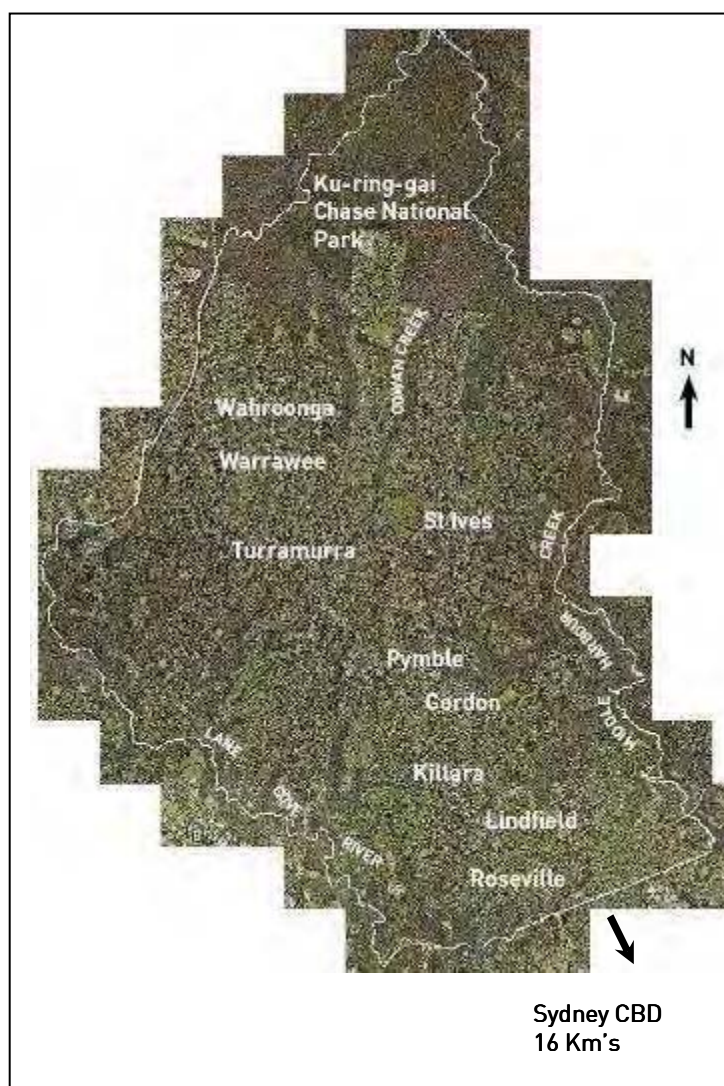 Ku-ring-gai
Chase National
Park
COWAN CREEK
N
Wahroonga
Warrawee
St Ives
Turramurra
CREEK
HARBOUR
MIDDLE
Pymble
Gordon
LANE
Killara
COVE
Lindfield
RIVER
Roseville
Sydney CBD
16 Km's